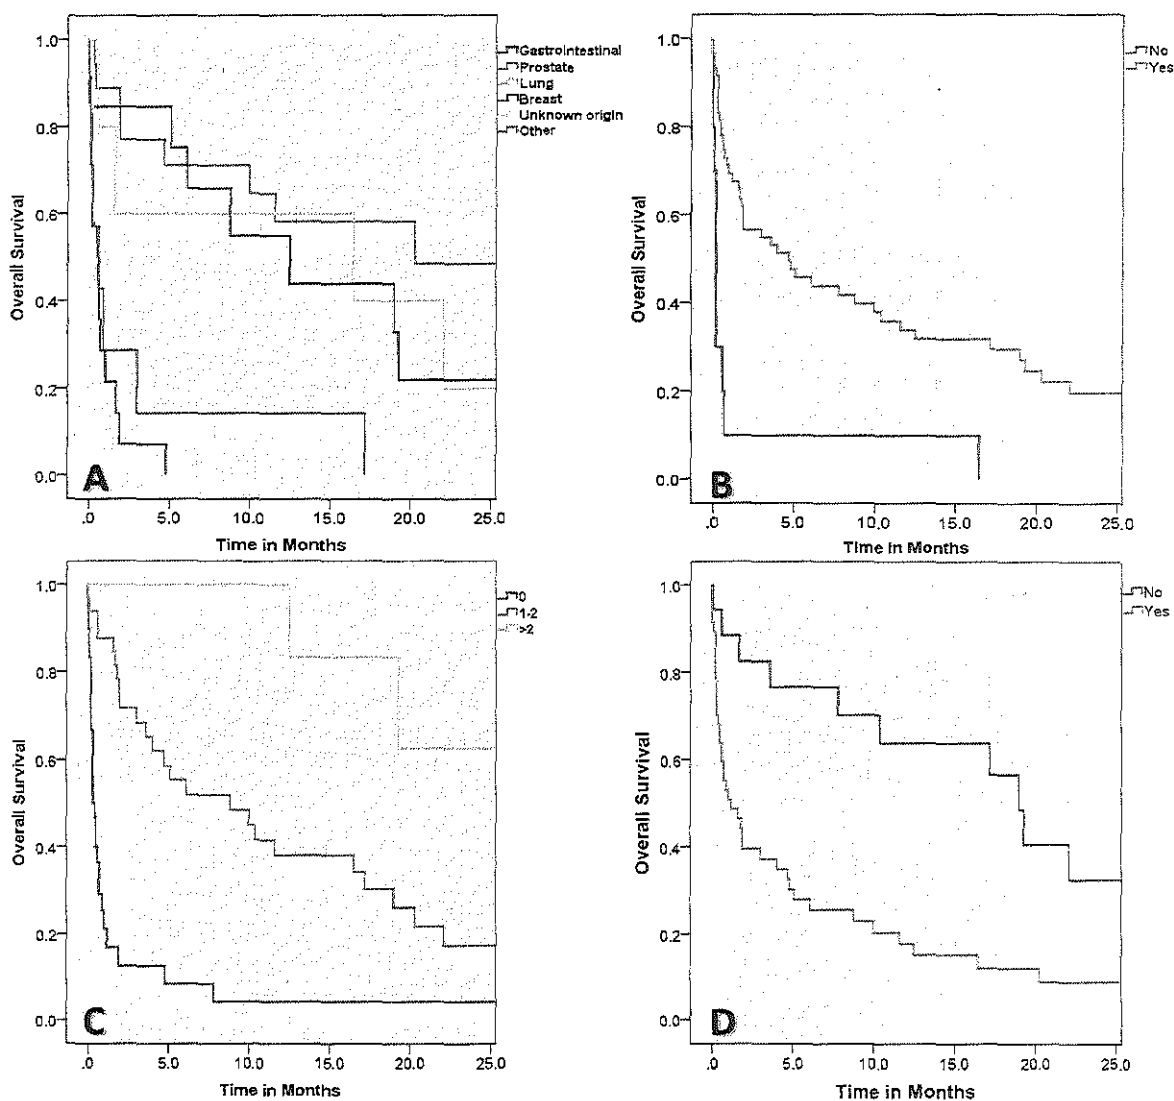 Gastrointestinal
Prostate
Lung
Breast
Unknown origin
Other
1.0
0.8
0.6
0.4
0.2
0.0
Overall Survival
A
.0 5.0 10.0 15.0 20.0 25.0
Time in Months
No
Yes
1.0
0.8
0.6
0.4
0.2
0.0
Overall Survival
B
.0 5.0 10.0 15.0 20.0 25.0
Time in Months
0
1-2
>2
1.0
0.8
0.6
0.4
0.2
0.0
Overall Survival
C
.0 5.0 10.0 15.0 20.0 25.0
Time in Months
No
Yes
1.0
0.8
0.6
0.4
0.2
0.0
Overall Survival
D
.0 5.0 10.0 15.0 20.0 25.0
Time in Months